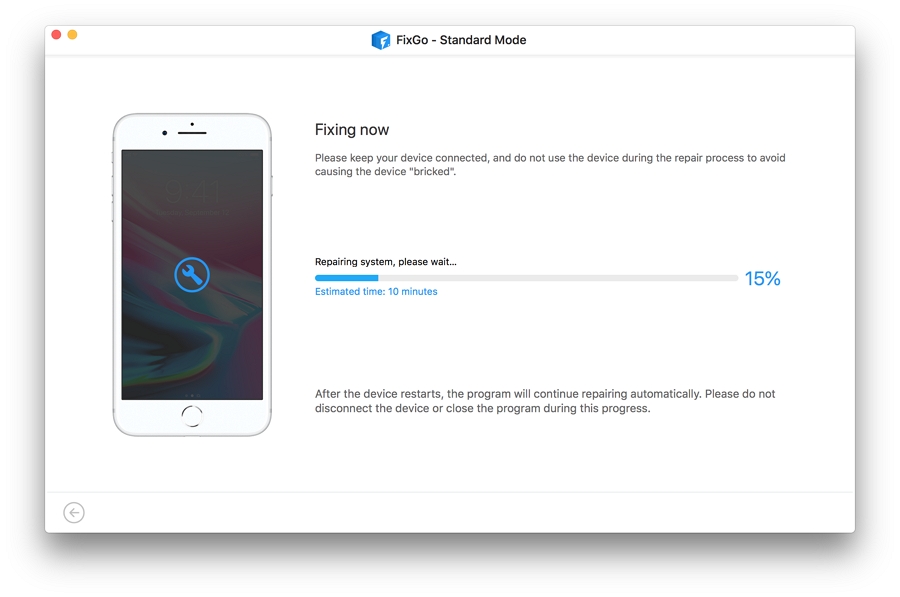 FixGo - Standard Mode
Fixing now
Please keep your device connected, and do not use the device during the repair process to avoid
causing the device "bricked".
9:41
Repairing system, please wait...
15%
Estimated time: 10 minutes
After the device restarts, the program will continue repairing automatically. Please do not
disconnect the device or close the program during this progress.